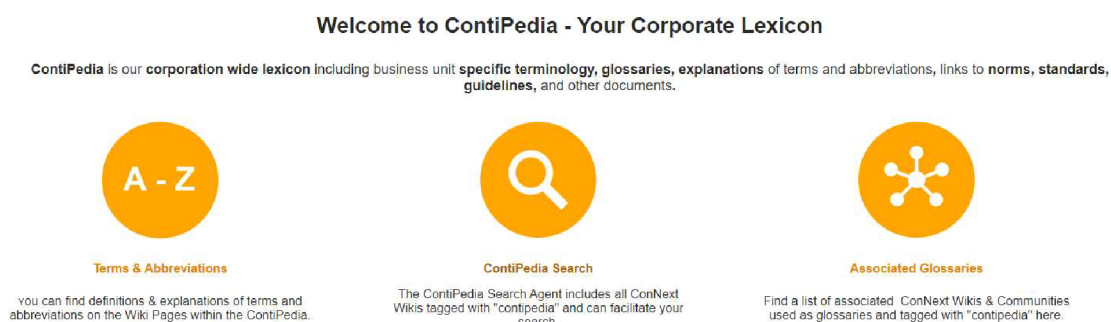 Welcome to ContiPedia - Your Corporate Lexicon
ContiPedia is our corporation wide lexicon including business unit specific terminology, glossaries, explanations of terms and abbreviations, links to norms, standards,
guidelines, and other documents.
A - Z
Terms & Abbreviations
you can find definitions & explanations of terms and
abbreviations on the Wiki Pages within the ContiPedia.
ContiPedia Search
The ContiPedia Search Agent includes all ConNext
Wikis tagged with "contipedia" and can facilitate your
search
Associated Glossaries
Find a list of associated ConNext Wikis & Communities
used as glossaries and tagged with "contipedia" here.